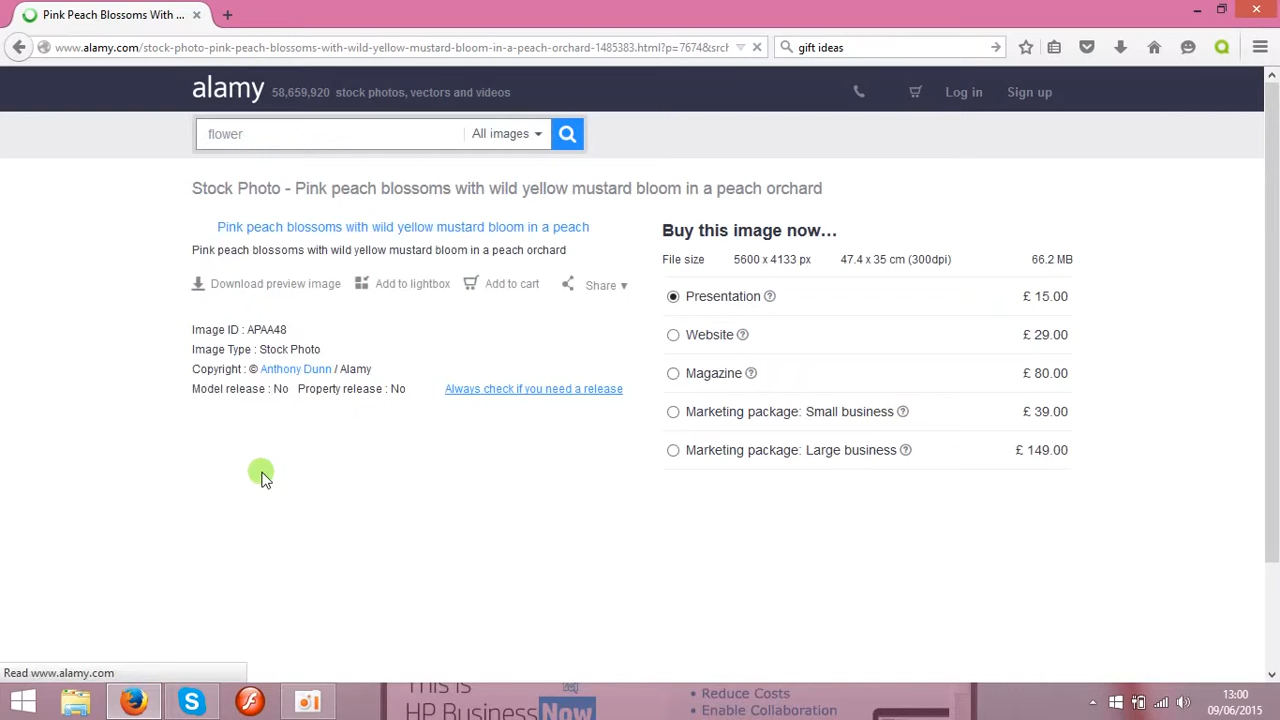 Pink Peach Blossoms With ...
www.alamy.com/stock-photo-pink-peach-blossoms-with-wild-yellow-mustard-bloom-in-a-peach-orchard-1485383.html?p=7674&srch
gift ideas
alamy 58,659,920 stock photos, vectors and videos
Log in Sign up
flower All images
Stock Photo - Pink peach blossoms with wild yellow mustard bloom in a peach orchard
Pink peach blossoms with wild yellow mustard bloom in a peach
Pink peach blossoms with wild yellow mustard bloom in a peach orchard
Download preview image Add to lightbox Add to cart Share
Image ID : APAA48
Image Type : Stock Photo
Copyright : © Anthony Dunn / Alamy
Model release : No Property release : No Always check if you need a release
Buy this image now…
File size 5600 x 4133 px 47.4 x 35 cm (300dpi) 66.2 MB
Presentation £ 15.00
Website £ 29.00
Magazine £ 80.00
Marketing package: Small business £ 39.00
Marketing package: Large business £ 149.00
Read www.alamy.com
This is
HP Business Now
• Reduce Costs
• Enable Collaboration
13:00
09/06/2015